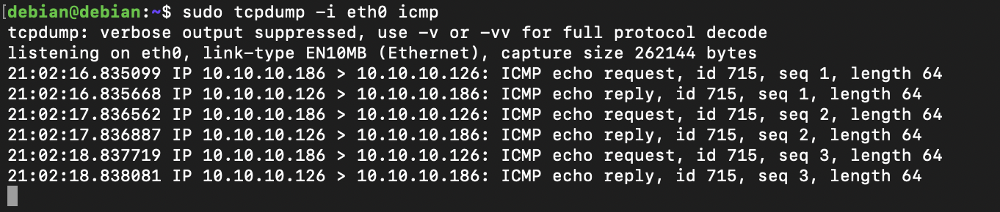 [debian@debian:~$ sudo tcpdump -i eth0 icmp
tcpdump: verbose output suppressed, use -v or -vv for full protocol decode
listening on eth0, link-type EN10MB (Ethernet), capture size 262144 bytes
21:02:16.835099 IP 10.10.10.186 > 10.10.10.126: ICMP echo request, id 715, seq 1, length 64
21:02:16.835668 IP 10.10.10.126 > 10.10.10.186: ICMP echo reply, id 715, seq 1, length 64
21:02:17.836562 IP 10.10.10.186 > 10.10.10.126: ICMP echo request, id 715, seq 2, length 64
21:02:17.836887 IP 10.10.10.126 > 10.10.10.186: ICMP echo reply, id 715, seq 2, length 64
21:02:18.837719 IP 10.10.10.186 > 10.10.10.126: ICMP echo request, id 715, seq 3, length 64
21:02:18.838081 IP 10.10.10.126 > 10.10.10.186: ICMP echo reply, id 715, seq 3, length 64